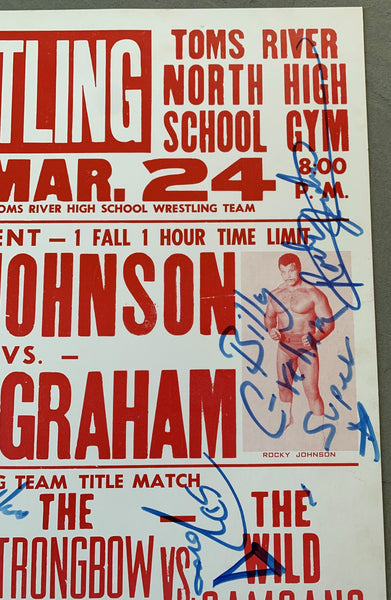 TLING
TOMS RIVER
NORTH HIGH
SCHOOL GYM
MAR. 24
8:00
P. M.
TOMS RIVER HIGH SCHOOL WRESTLING TEAM
ENT — 1 FALL 1 HOUR TIME LIMIT
JOHNSON
VS. —
GRAHAM
Billy
Graham
Super
ROCKY JOHNSON
G TEAM TITLE MATCH
THE — THE
TRONGBOW VS. WILD
SAMOANS